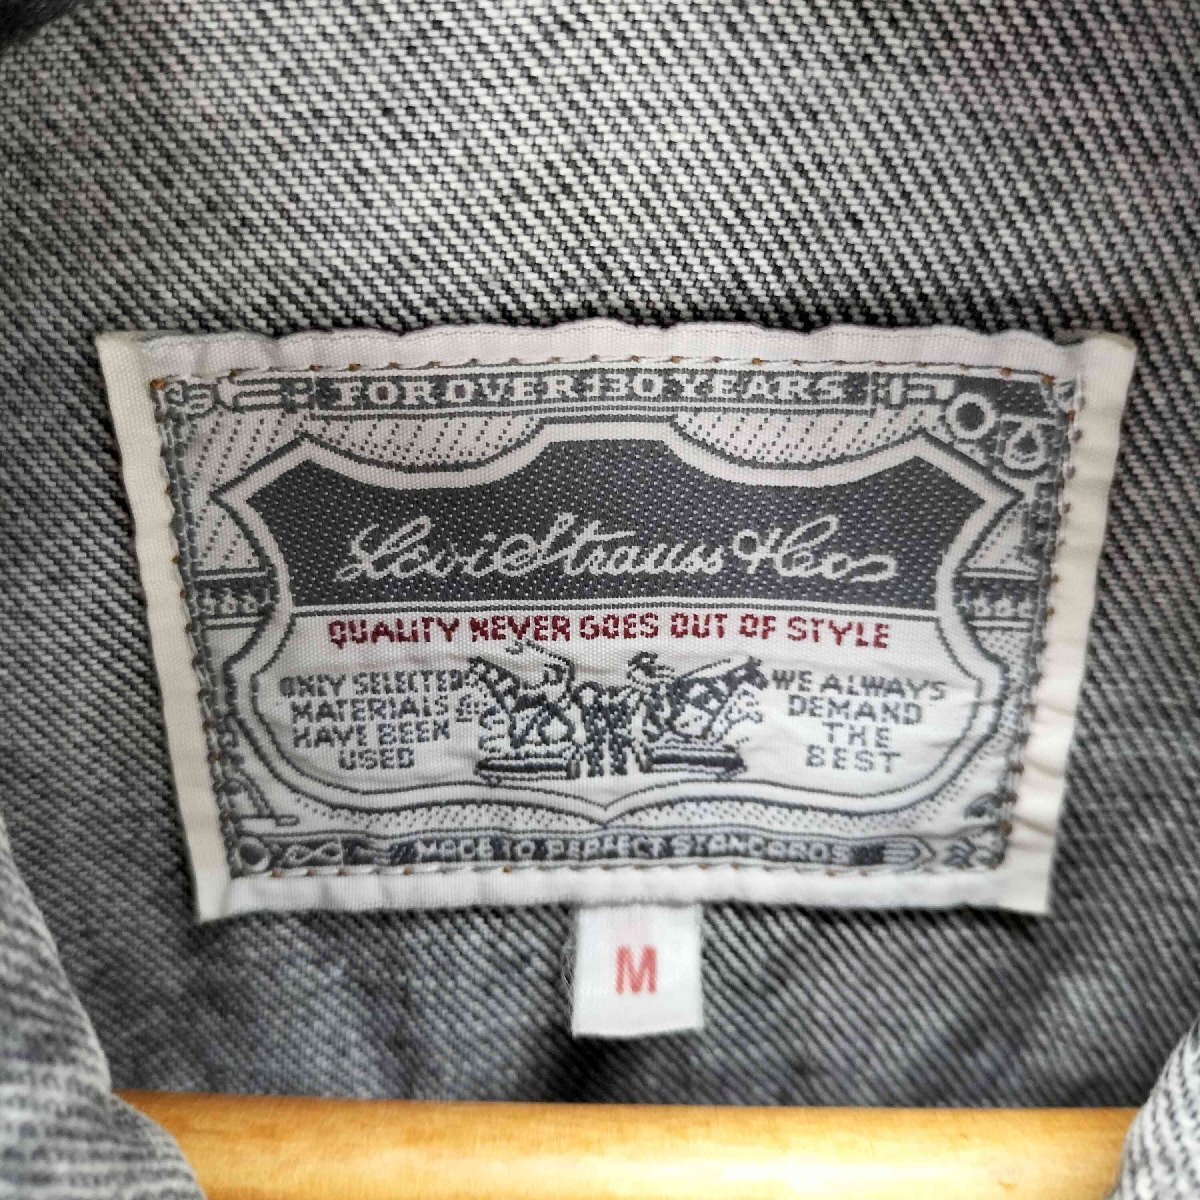 FOR OVER 130 YEARS
Levi Strauss & Co
QUALITY NEVER GOES OUT OF STYLE
ONLY SELECTED
MATERIALS
HAVE BEEN
USED
WE ALWAYS
DEMAND
THE
BEST
MADE TO PERFECT STANDARDS
M